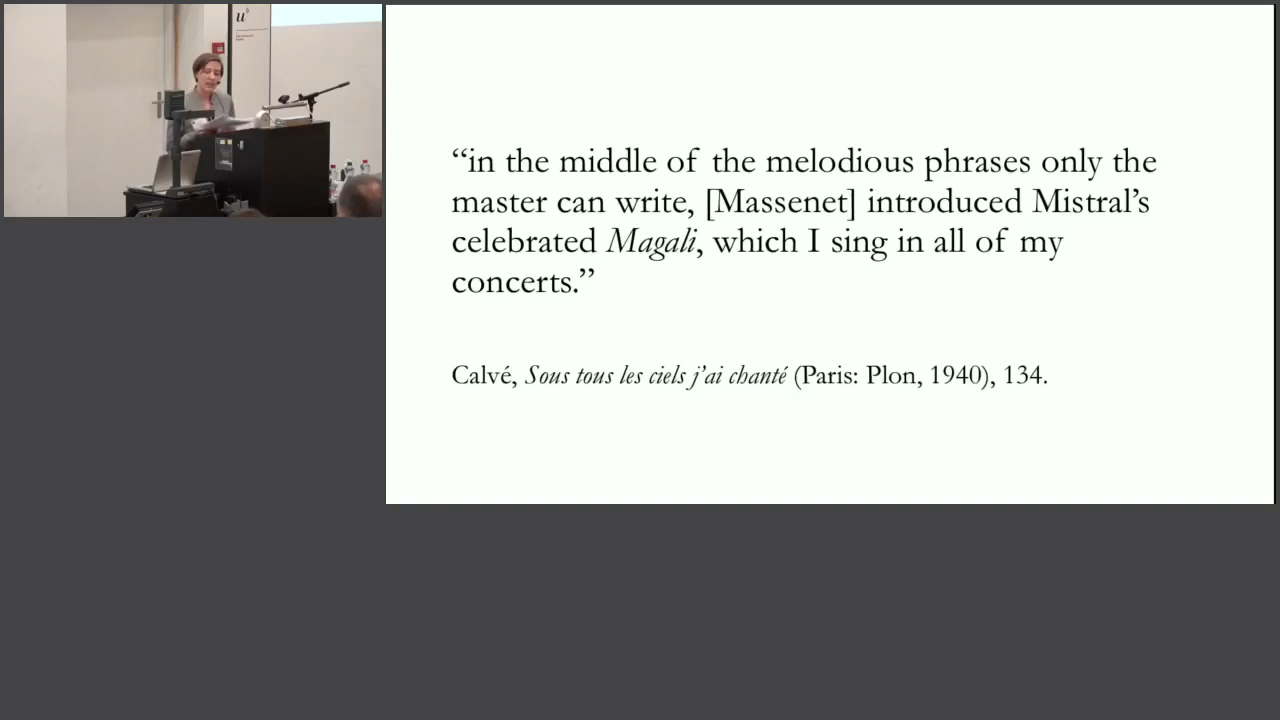 u^b
“in the middle of the melodious phrases only the
master can write, [Massenet] introduced Mistral’s
celebrated Magali, which I sing in all of my
concerts.”
Calvé, Sous tous les ciels j’ai chanté (Paris: Plon, 1940), 134.